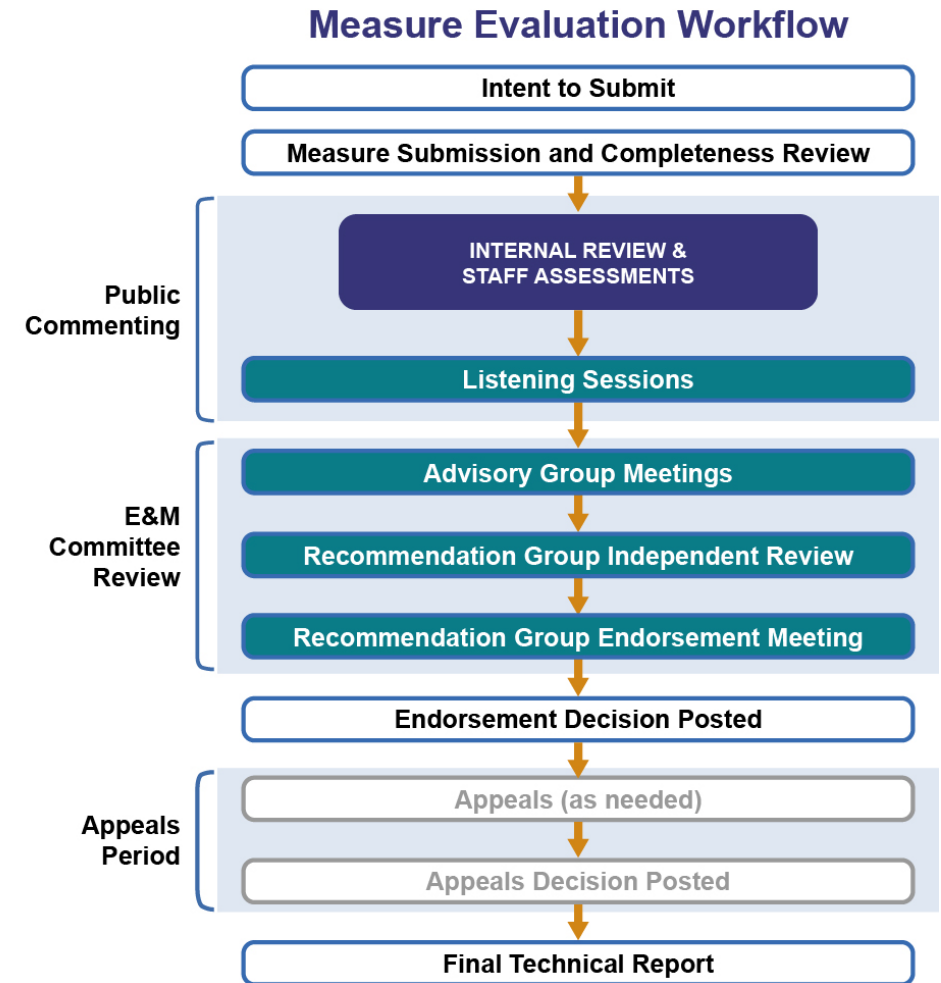 Measure Evaluation Workflow
Intent to Submit
Measure Submission and Completeness Review
Public
Commenting
INTERNAL REVIEW &
STAFF ASSESSMENTS
Listening Sessions
E&M
Committee
Review
Advisory Group Meetings
Recommendation Group Independent Review
Recommendation Group Endorsement Meeting
Endorsement Decision Posted
Appeals
Period
Appeals (as needed)
Appeals Decision Posted
Final Technical Report